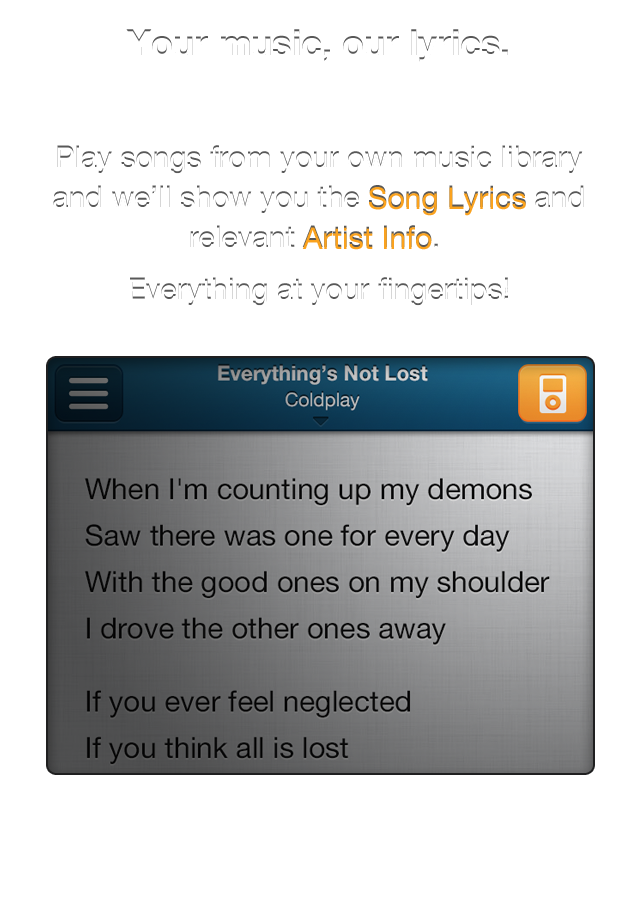 Your music, our lyrics.
Play songs from your own music library
and we'll show you the Song Lyrics and
relevant Artist Info.
Everything at your fingertips!
Everything's Not Lost
Coldplay
When I'm counting up my demons
Saw there was one for every day
With the good ones on my shoulder
I drove the other ones away
If you ever feel neglected
If you think all is lost